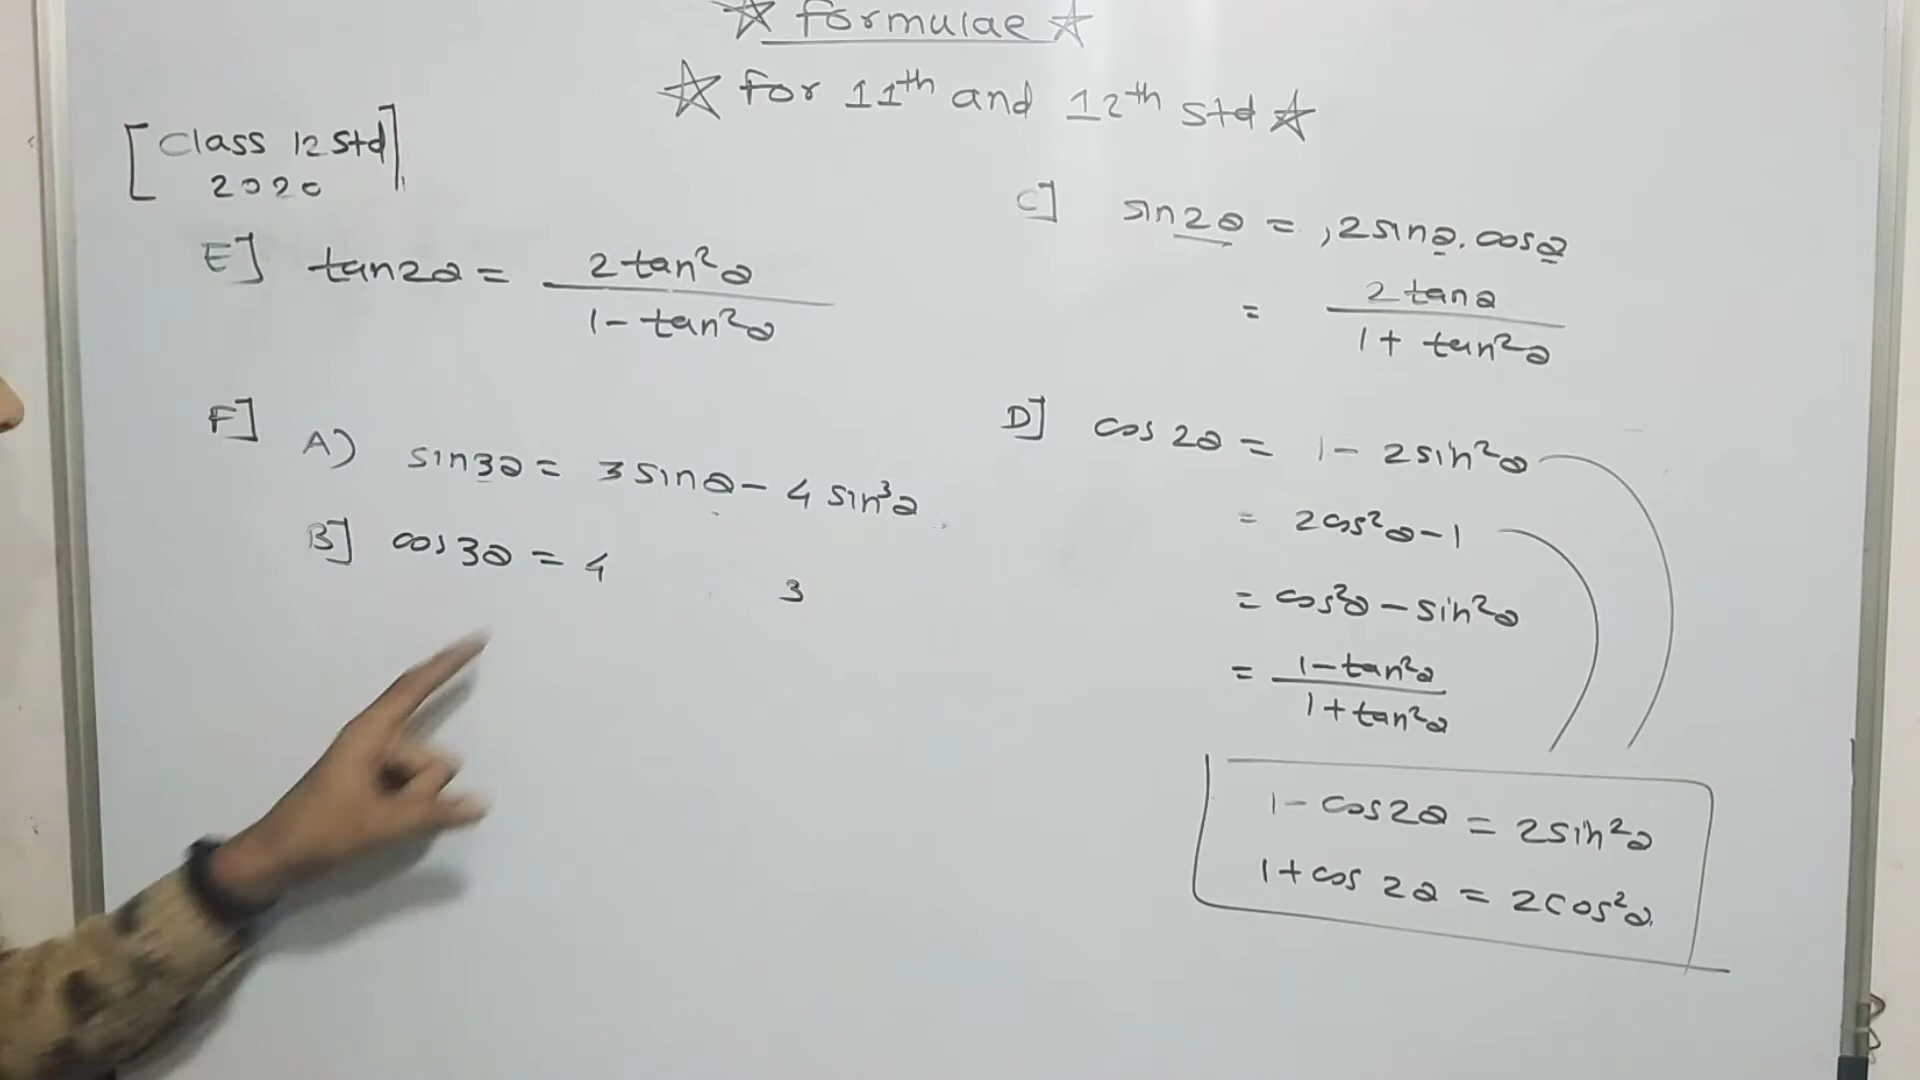 ☆ Formulae ☆
☆ For 11th and 12th std ☆
[Class 12 std
2020]
E] tan2θ = 2tan²θ / 1 - tan²θ
F] A) sin3θ = 3sinθ - 4sin³θ
B] cos3θ = 4 3
C] sin2θ = , 2sinθ . cosθ
= 2tanθ / 1 + tan²θ
D] cos 2θ = 1 - 2sin²θ
= 2cos²θ - 1
= cos²θ - sin²θ
= 1 - tan²θ / 1 + tan²θ
1 - cos2θ = 2sin²θ
1 + cos 2θ = 2cos²θ.